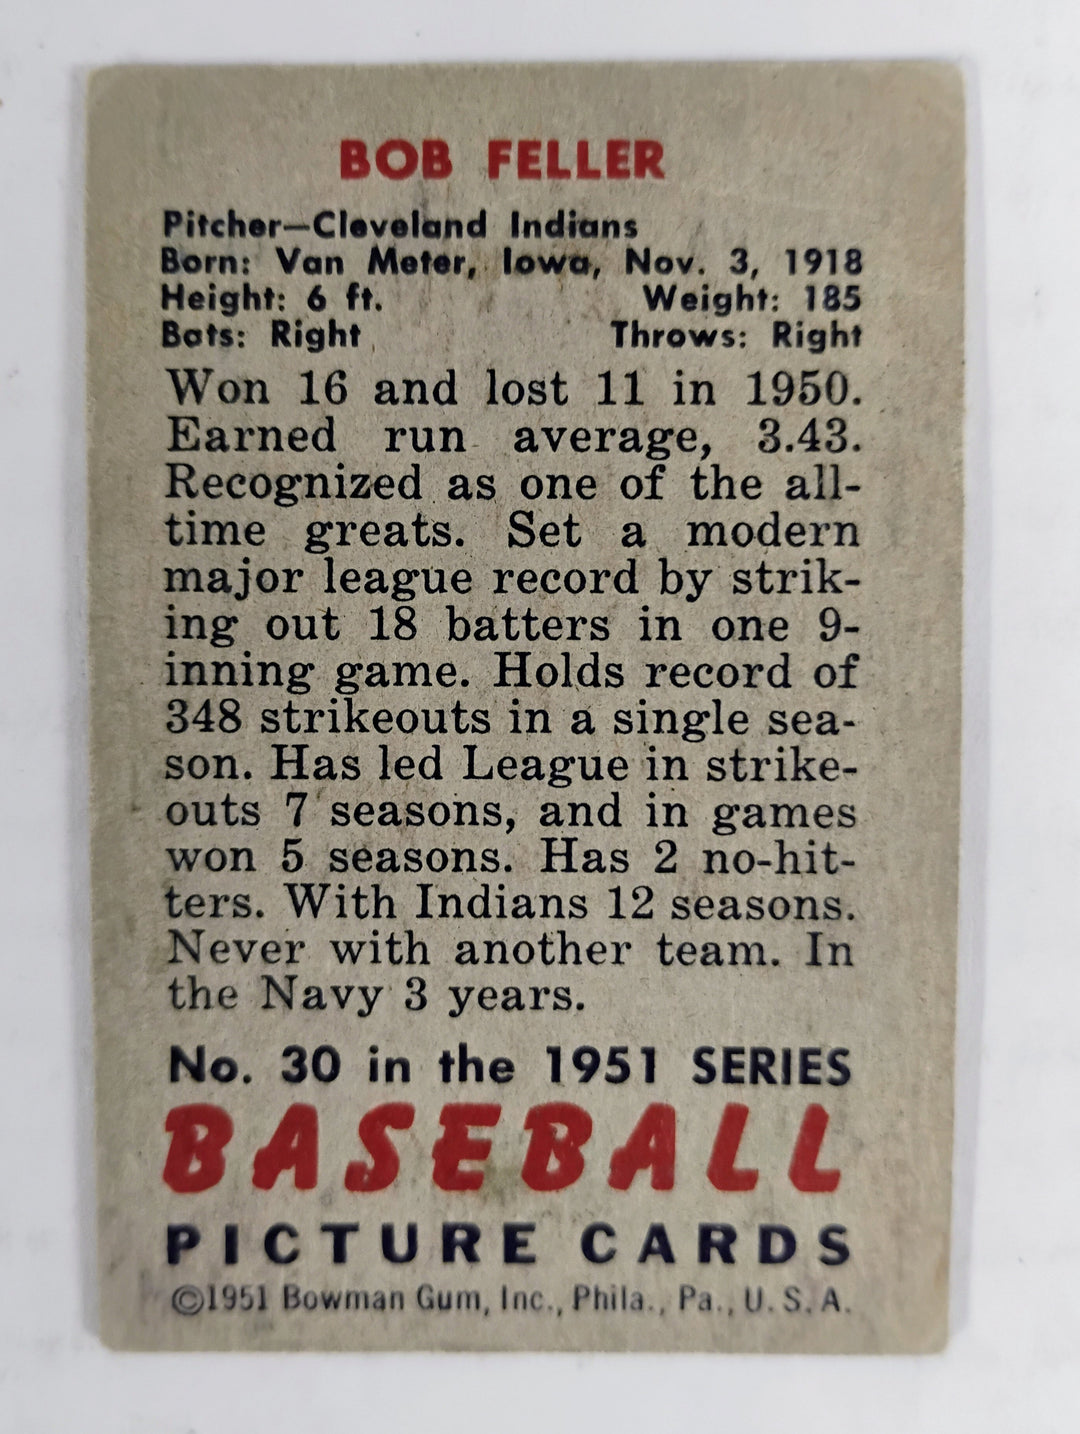 BOB FELLER
Pitcher—Cleveland Indians
Born: Van Meter, Iowa, Nov. 3, 1918
Height: 6 ft. Weight: 185
Bats: Right Throws: Right
Won 16 and lost 11 in 1950.
Earned run average, 3.43.
Recognized as one of the all-
time greats. Set a modern
major league record by strik-
ing out 18 batters in one 9-
inning game. Holds record of
348 strikeouts in a single sea-
son. Has led League in strike-
outs 7 seasons, and in games
won 5 seasons. Has 2 no-hit-
ters. With Indians 12 seasons.
Never with another team. In
the Navy 3 years.
No. 30 in the 1951 SERIES
BASEBALL
PICTURE CARDS
©1951 Bowman Gum, Inc., Phila., Pa., U. S. A.